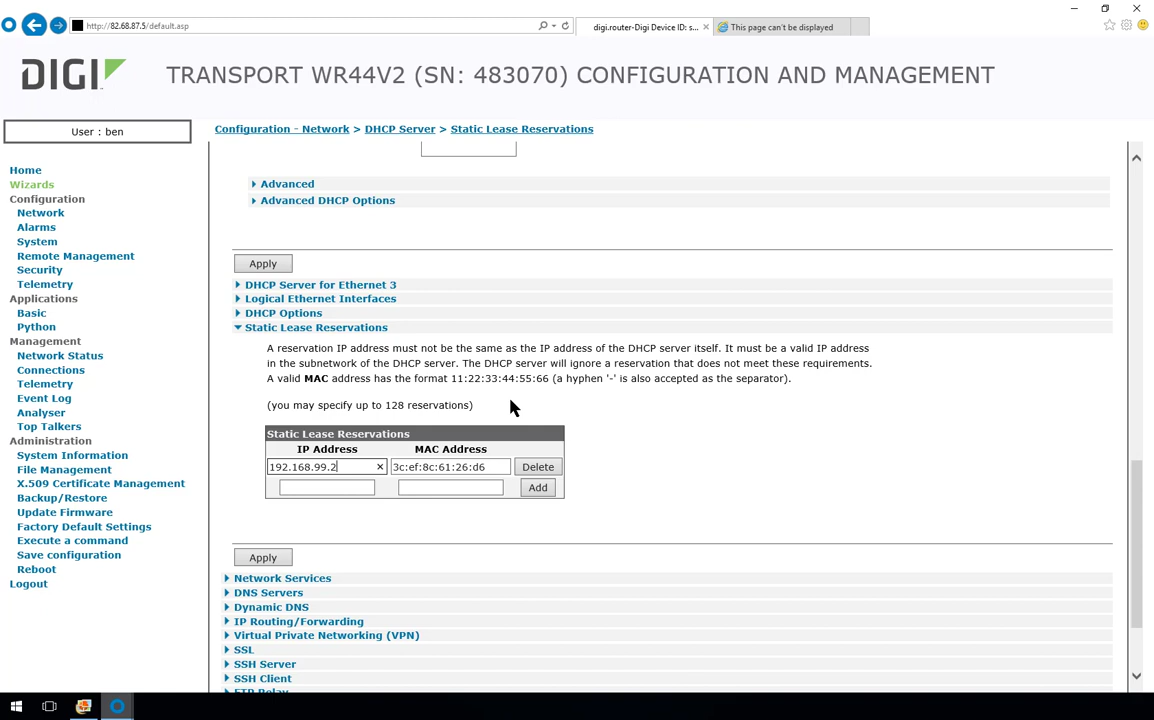 http://82.68.87.5/default.asp
digi.router-Digi Device ID: s...
This page can't be displayed
DIGI
TRANSPORT WR44V2 (SN: 483070) CONFIGURATION AND MANAGEMENT
User : ben
Configuration - Network > DHCP Server > Static Lease Reservations
Home
Wizards
Configuration
Network
Alarms
System
Remote Management
Security
Telemetry
Applications
Basic
Python
Management
Network Status
Connections
Telemetry
Event Log
Analyser
Top Talkers
Administration
System Information
File Management
X.509 Certificate Management
Backup/Restore
Update Firmware
Factory Default Settings
Execute a command
Save configuration
Reboot
Logout
Advanced
Advanced DHCP Options
Apply
DHCP Server for Ethernet 3
Logical Ethernet Interfaces
DHCP Options
Static Lease Reservations
A reservation IP address must not be the same as the IP address of the DHCP server itself. It must be a valid IP address
in the subnetwork of the DHCP server. The DHCP server will ignore a reservation that does not meet these requirements.
A valid MAC address has the format 11:22:33:44:55:66 (a hyphen '-' is also accepted as the separator).
(you may specify up to 128 reservations)
Static Lease Reservations
IP Address MAC Address
192.168.99.2 3c:ef:8c:61:26:d6 Delete
Add
Apply
Network Services
DNS Servers
Dynamic DNS
IP Routing/Forwarding
Virtual Private Networking (VPN)
SSL
SSH Server
SSH Client
FTP Relay